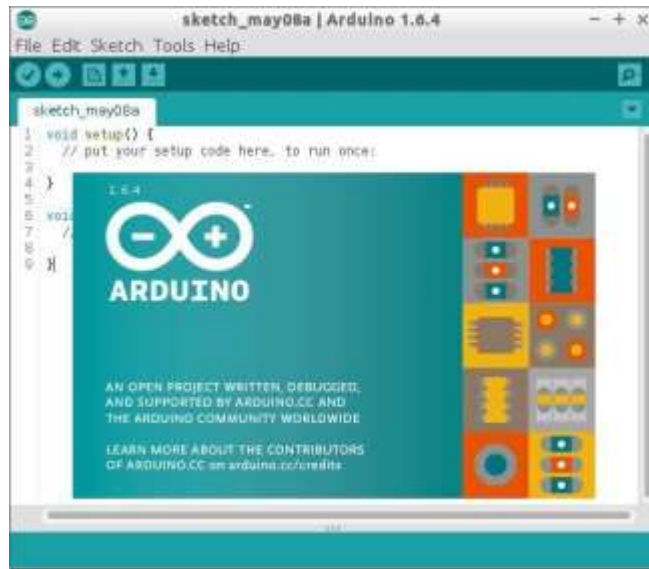 sketch_may08a | Arduino 1.6.4
File Edit Sketch Tools Help
sketch_may08a
1 void setup() {
2 // put your setup code here, to run once:
3
4 }
5
6 voi
7 /
8
9 }
1.6.4
ARDUINO
AN OPEN PROJECT WRITTEN, DEBUGGED,
AND SUPPORTED BY ARDUINO.CC AND
THE ARDUINO COMMUNITY WORLDWIDE
LEARN MORE ABOUT THE CONTRIBUTORS
OF ARDUINO.CC on arduino.cc/credits